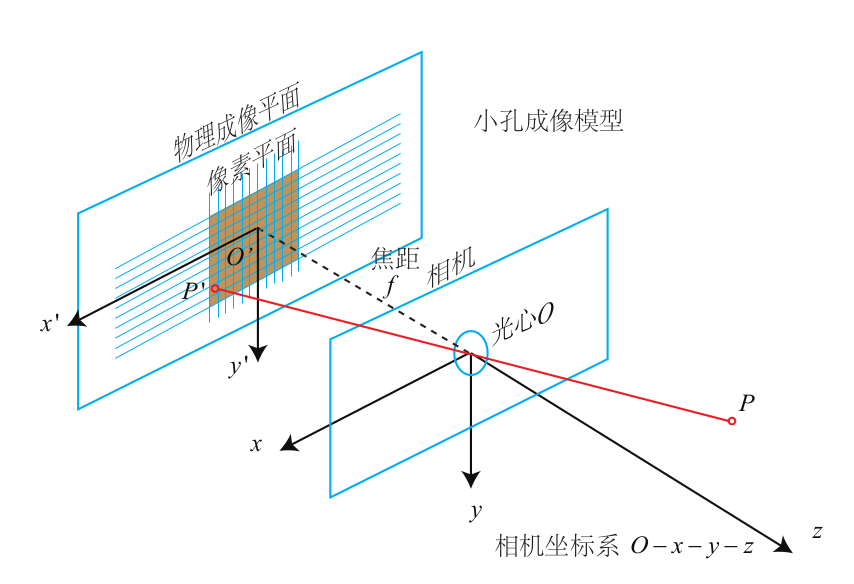 物理成像平面
小孔成像模型
像素平面
O'
焦距
f
相机
P'
x'
y'
光心O
P
x
y
z
相机坐标系 O－x－y－z